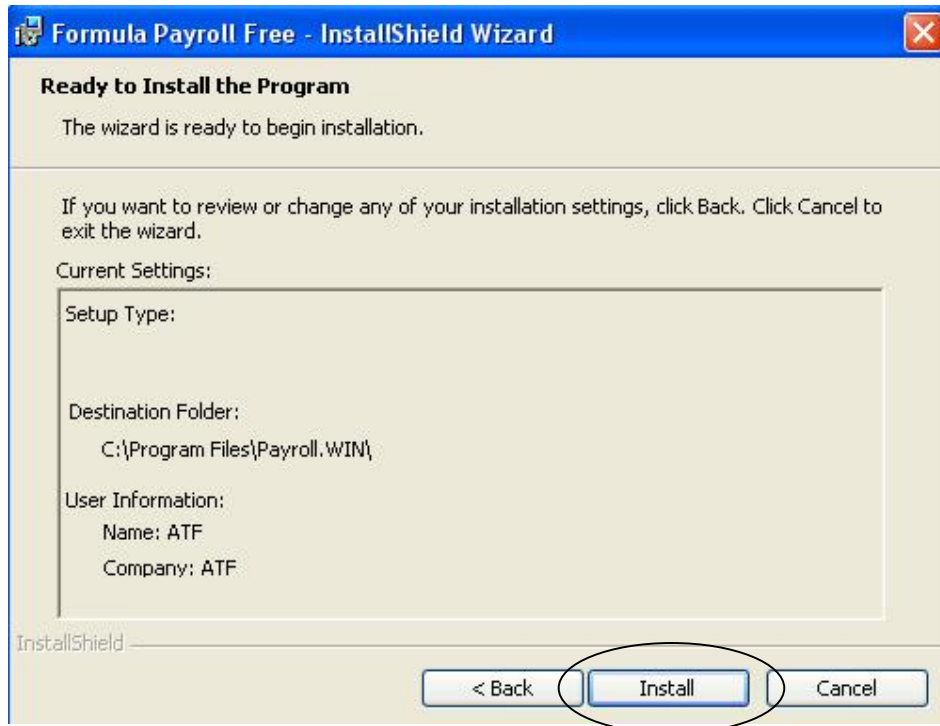 Formula Payroll Free - InstallShield Wizard
Ready to Install the Program
The wizard is ready to begin installation.
If you want to review or change any of your installation settings, click Back. Click Cancel to
exit the wizard.
Current Settings:
Setup Type:
Destination Folder:
C:\Program Files\Payroll.WIN\
User Information:
Name: ATF
Company: ATF
InstallShield
< Back
Install
Cancel